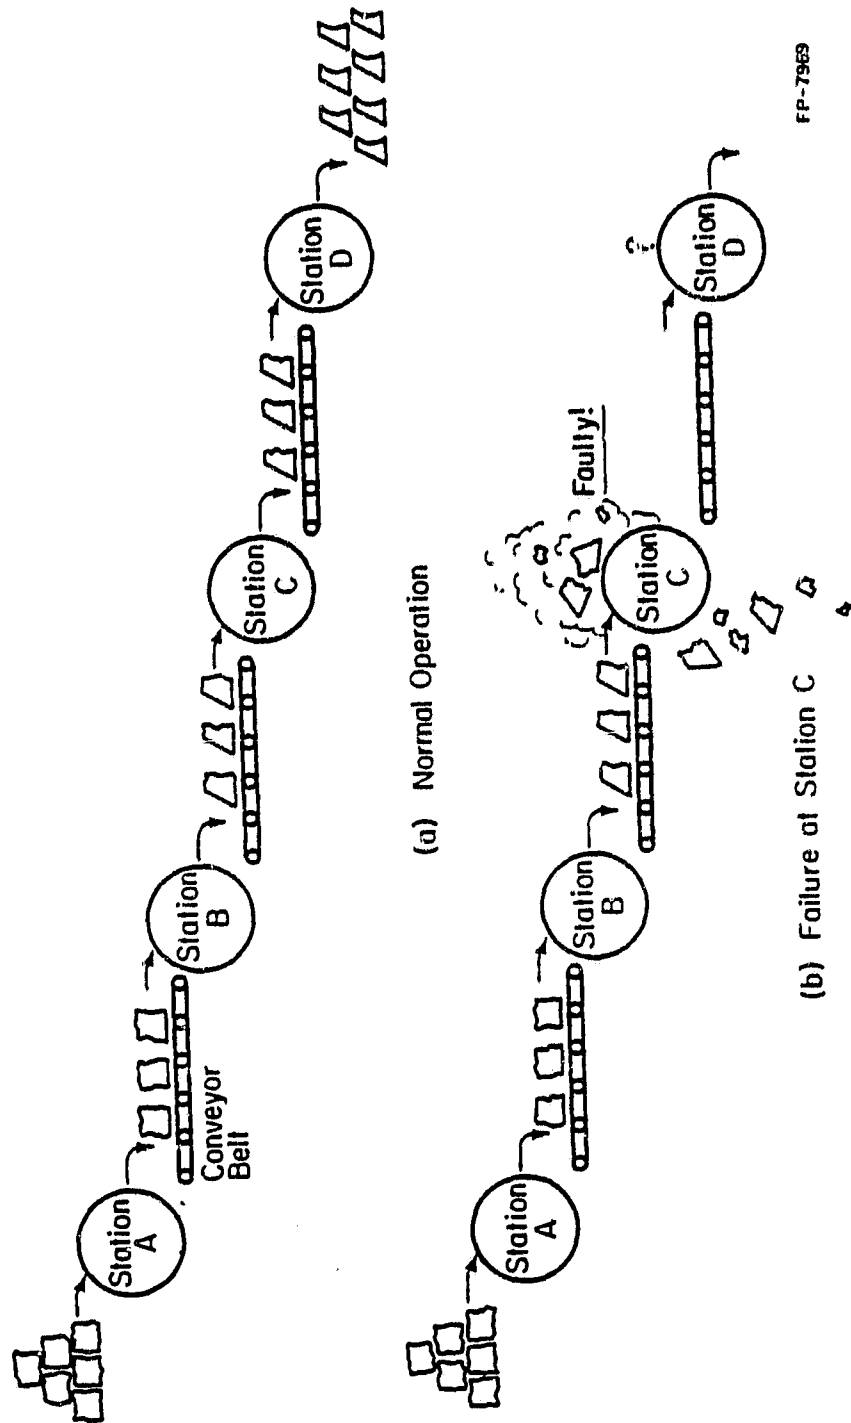 Station
A
Conveyor
Belt
Station
B
Station
C
Station
D
(a) Normal Operation
Station
A
Station
B
Faulty!
Station
C
Station
D
(b) Failure at Station C
FP-7969